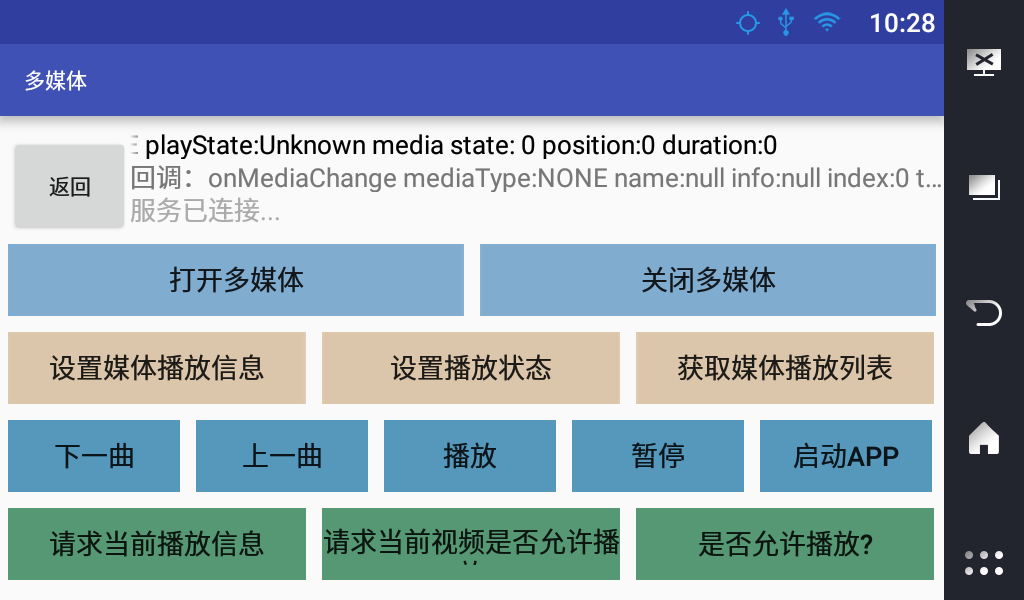 10:28
多媒体
返回
playState:Unknown media state: 0 position:0 duration:0
回调：onMediaChange mediaType:NONE name:null info:null index:0 t...
服务已连接...
打开多媒体
关闭多媒体
设置媒体播放信息
设置播放状态
获取媒体播放列表
下一曲
上一曲
播放
暂停
启动APP
请求当前播放信息
请求当前视频是否允许播
是否允许播放?